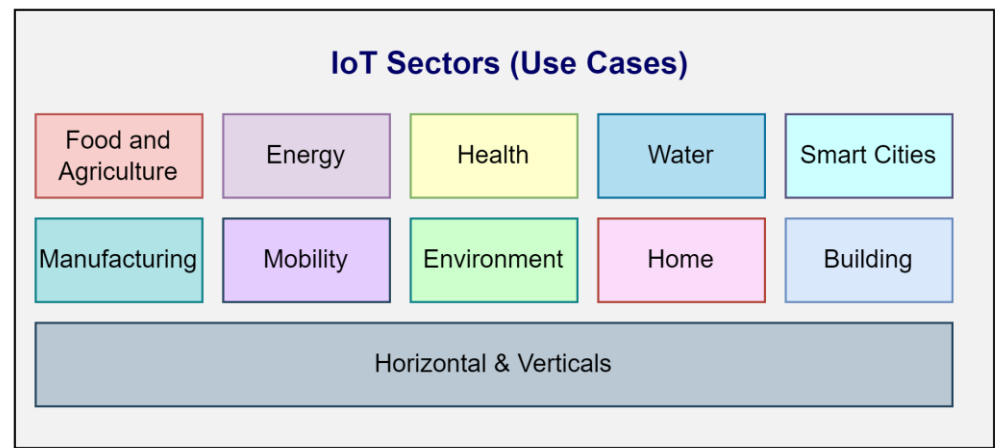 IoT Sectors (Use Cases)
Food and
Agriculture
Energy
Health
Water
Smart Cities
Manufacturing
Mobility
Environment
Home
Building
Horizontal & Verticals